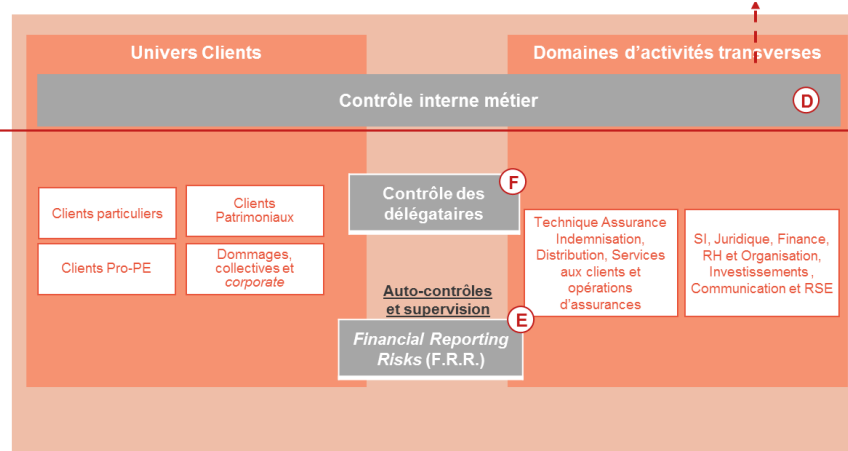 Univers Clients
Domaines d’activités transverses
Contrôle interne métier
D
Contrôle des
délégataires
F
Clients particuliers
Clients
Patrimoniaux
Clients Pro-PE
Dommages,
collectives et
corporate
Technique Assurance
Indemnisation,
Distribution, Services
aux clients et
opérations
d’assurances
SI, Juridique, Finance,
RH et Organisation,
Investissements,
Communication et RSE
Auto-contrôles
et supervision
E
Financial Reporting
Risks (F.R.R.)